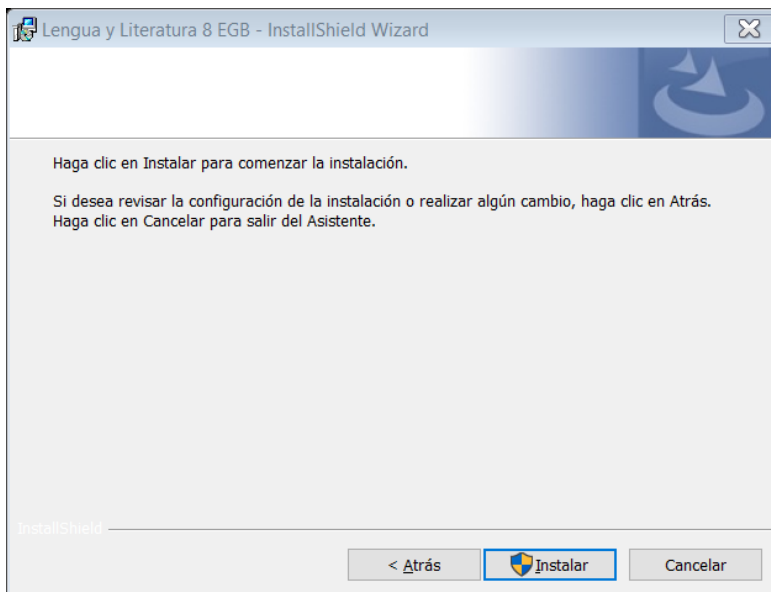 Lengua y Literatura 8 EGB - InstallShield Wizard
Haga clic en Instalar para comenzar la instalación.
Si desea revisar la configuración de la instalación o realizar algún cambio, haga clic en Atrás.
Haga clic en Cancelar para salir del Asistente.
InstallShield
< Atrás
Instalar
Cancelar